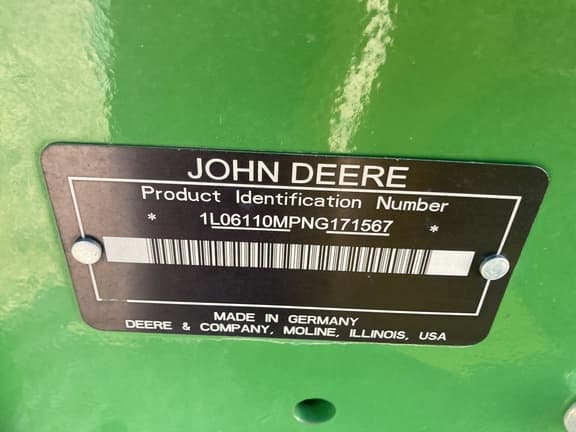 JOHN DEERE
Product Identification Number
* 1L06110MPNG171567 *
MADE IN GERMANY
DEERE & COMPANY, MOLINE, ILLINOIS, USA